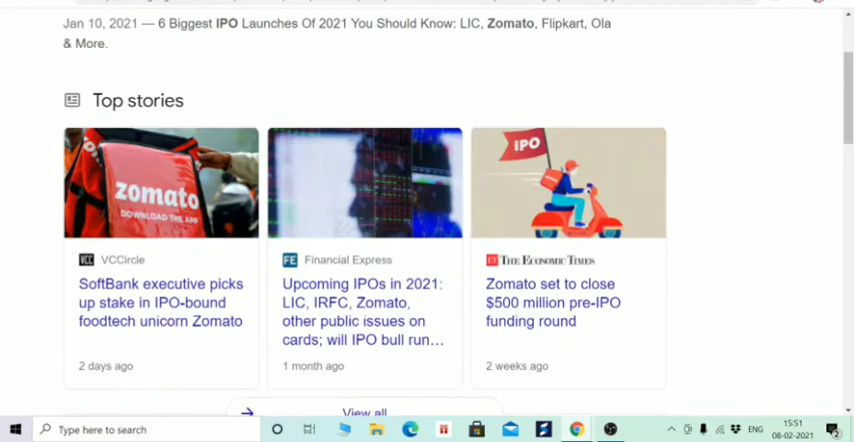 Jan 10, 2021 — 6 Biggest IPO Launches Of 2021 You Should Know: LIC, Zomato, Flipkart, Ola
& More.
Top stories
zomato
DOWNLOAD THE APP
IPO
VCC VCCircle
SoftBank executive picks
up stake in IPO-bound
foodtech unicorn Zomato
2 days ago
FE Financial Express
Upcoming IPOs in 2021:
LIC, IRFC, Zomato,
other public issues on
cards; will IPO bull run...
1 month ago
ET THE ECONOMIC TIMES
Zomato set to close
$500 million pre-IPO
funding round
2 weeks ago
View all
Type here to search
ENG
15:51
08-02-2021
2